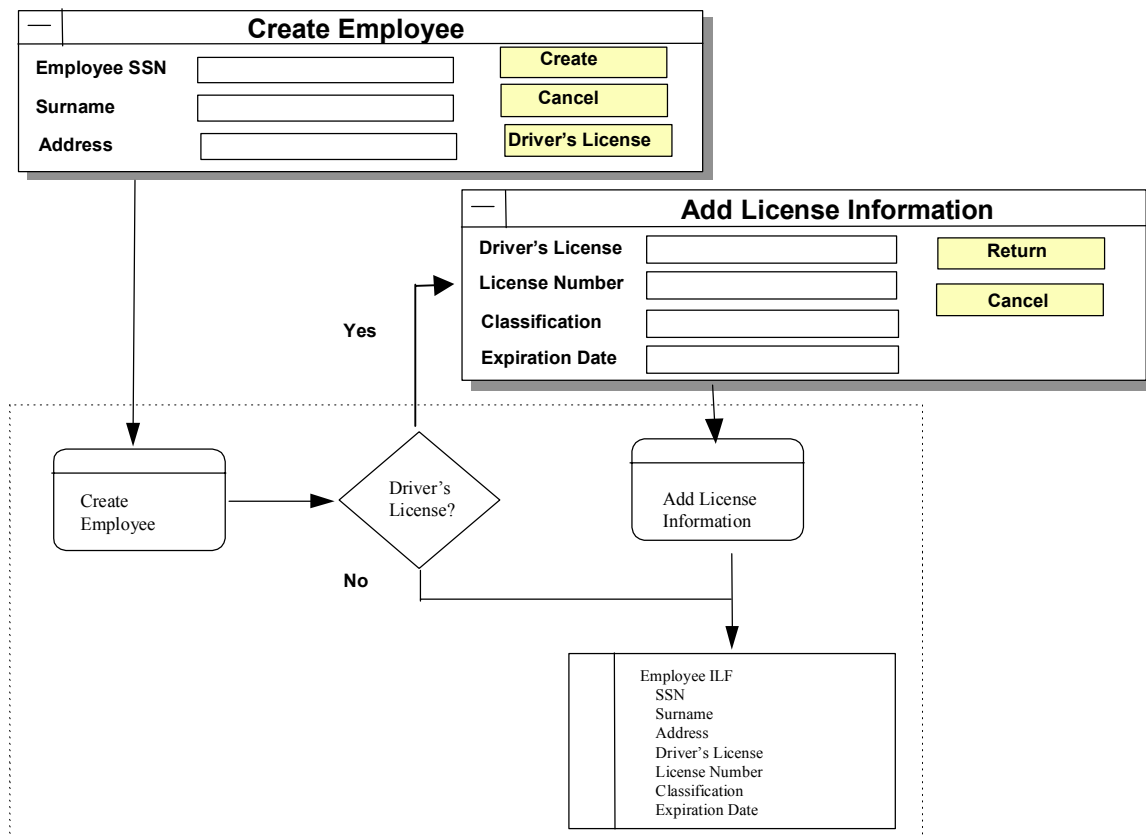 Create Employee
Employee SSN
Create
Surname
Cancel
Address
Driver's License
Add License Information
Driver's License
Return
License Number
Cancel
Classification
Expiration Date
Yes
Create
Employee
Driver's
License?
Add License
Information
No
Employee ILF
SSN
Surname
Address
Driver's License
License Number
Classification
Expiration Date